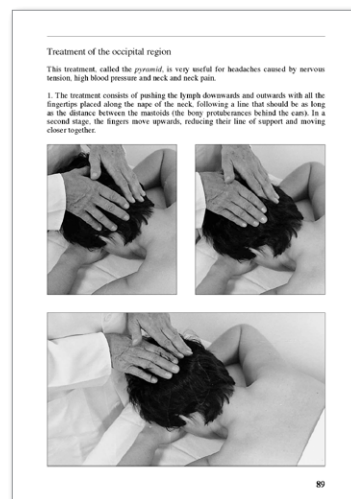 Treatment of the occipital region
This treatment, called the pyramid, is very useful for headaches caused by nervous
tension, high blood pressure and neck and neck pain.
1. The treatment consists of pushing the lymph downwards and outwards with all the
fingertips placed along the nape of the neck, following a line that should be as long
as the distance between the mastoids (the bony protuberances behind the ears). In a
second stage, the fingers move upwards, reducing their line of support and moving
closer together.
89